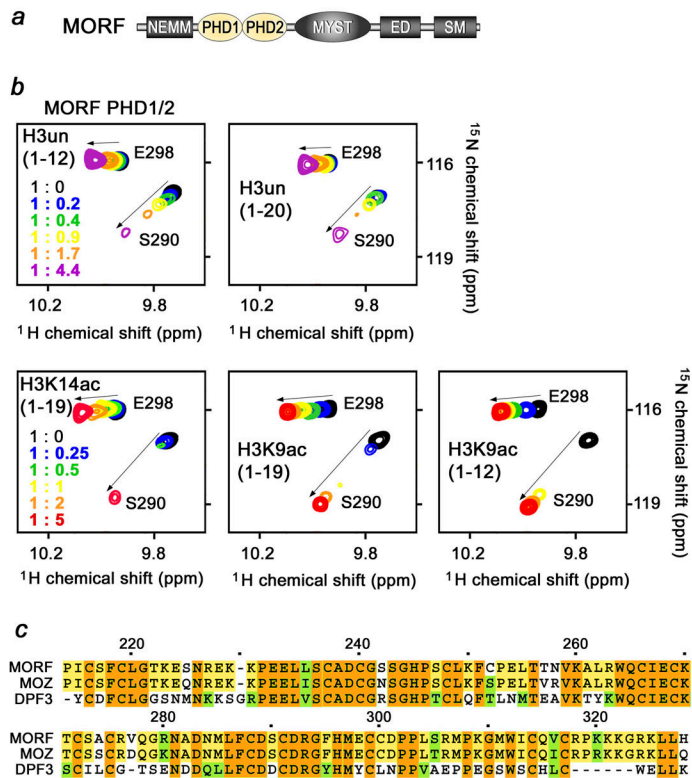 a MORF NEMM PHD1 PHD2 MYST ED SM
b
MORF PHD1/2
H3un
(1-12)
E298
S290
1 : 0
1 : 0.2
1 : 0.4
1 : 0.9
1 : 1.7
1 : 4.4
10.2 9.8
¹H chemical shift (ppm)
H3un
(1-20)
E298
S290
116
119
¹⁵N chemical shift (ppm)
10.2 9.8
¹H chemical shift (ppm)
H3K14ac
(1-19)
E298
S290
1 : 0
1 : 0.25
1 : 0.5
1 : 1
1 : 2
1 : 5
10.2 9.8
¹H chemical shift (ppm)
H3K9ac
(1-19)
E298
S290
10.2 9.8
¹H chemical shift (ppm)
H3K9ac
(1-12)
E298
S290
116
119
¹⁵N chemical shift (ppm)
10.2 9.8
¹H chemical shift (ppm)
c
220 240 260
MORF PICSFCLGTKESNREK-KPEELLSCADCGSSGHPSCLKFCPELTTNVKALRWQCIECK
MOZ PICSFCLGTKEQNREK-KPEELISCADCGNSGHPSCLKFSPELTVRVKALRWQCIECK
DPF3 -YCDFCLGGSNMNKKSGRPEELVSCADCGRSGHPTCLQFTLNMTEAVKTYKWQCIECK
280 300 320
MORF TCSACRVQGRNADNMLFCDSCDRGFHMECCDPPLSRMPKGMWICQVCRPKKKGRKLLH
MOZ TCSSCRDQGKNADNMLFCDSCDRGFHMECCDPPLTRMPKGMWICQICRPRKKGRKLLQ
DPF3 SCILCG-TSENDDQLLFCDDCDRGYHMYCLNPPVAEPPEGSWSCHLC------WELLK